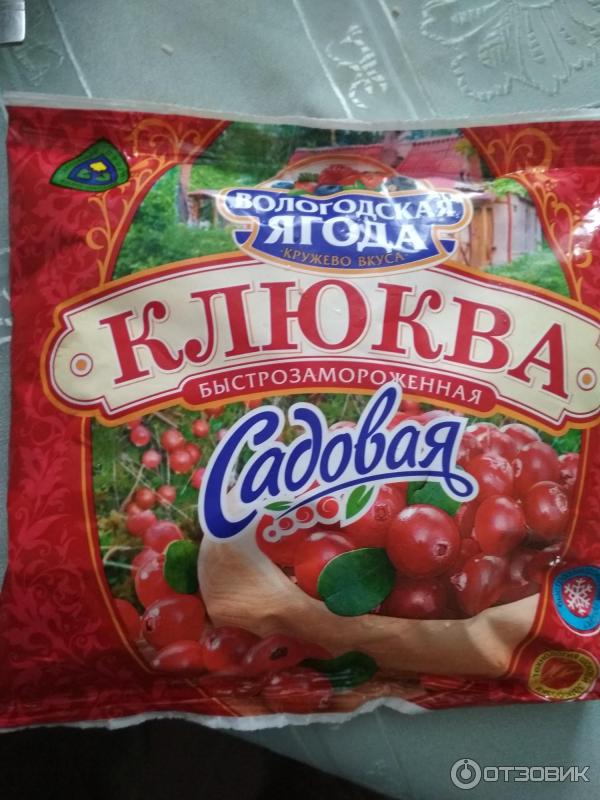 ВОЛОГОДСКАЯ
ЯГОДА
КРУЖЕВО ВКУСА
КЛЮКВА
БЫСТРОЗАМОРОЖЕННАЯ
Садовая
ОТЗОВИК